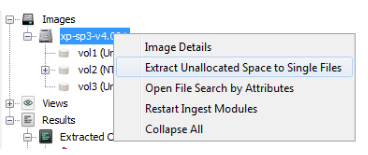 Images
xp-sp3-v4.0
vol1 (Un
vol2 (NT
vol3 (Un
Views
Results
Extracted C
Image Details
Extract Unallocated Space to Single Files
Open File Search by Attributes
Restart Ingest Modules
Collapse All